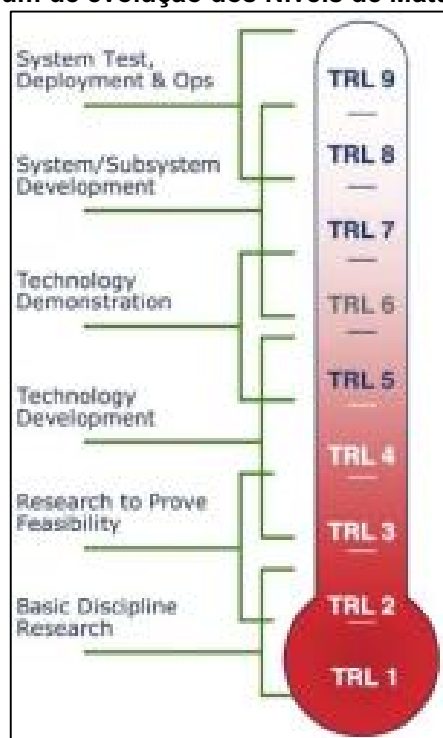 System Test,
Deployment & Ops
System/Subsystem
Development
Technology
Demonstration
Technology
Development
Research to Prove
Feasibility
Basic Discipline
Research
TRL 9
TRL 8
TRL 7
TRL 6
TRL 5
TRL 4
TRL 3
TRL 2
TRL 1